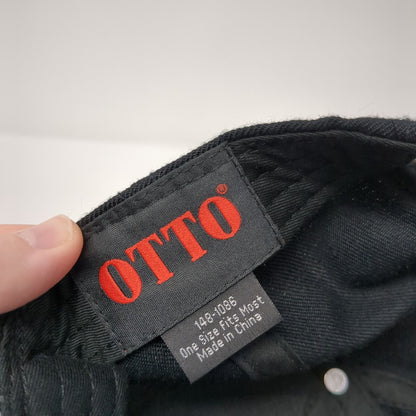 OTTO®
148-1086
One Size Fits Most
Made in China